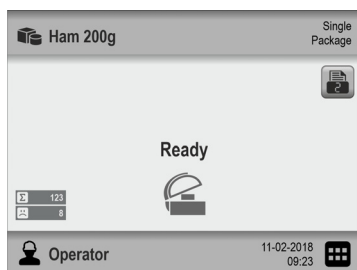 Ham 200g
Single
Package
Ready
Σ 123
8
Operator
11-02-2018
09:23